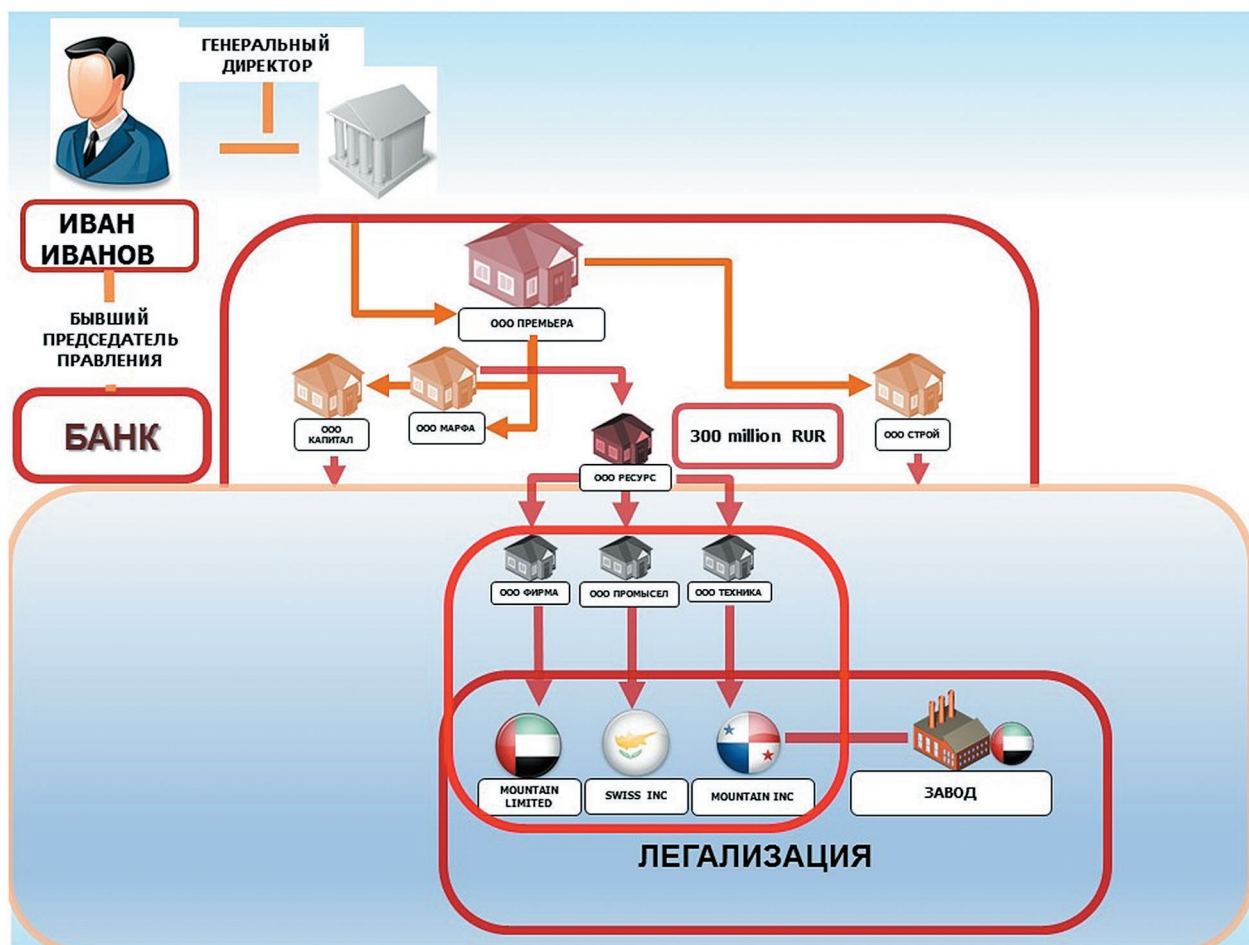 ГЕНЕРАЛЬНЫЙ
ДИРЕКТОР
ИВАН
ИВАНОВ
БЫВШИЙ
ПРЕДСЕДАТЕЛЬ
ПРАВЛЕНИЯ
БАНК
ООО ПРЕМЬЕРА
ООО
КАПИТАЛ
ООО МАРФА
300 million RUR
ООО СТРОЙ
ООО РЕСУРС
ООО ФИРМА
ООО ПРОМЫСЕЛ
ООО ТЕХНИКА
MOUNTAIN
LIMITED
SWISS INC
MOUNTAIN INC
ЗАВОД
ЛЕГАЛИЗАЦИЯ